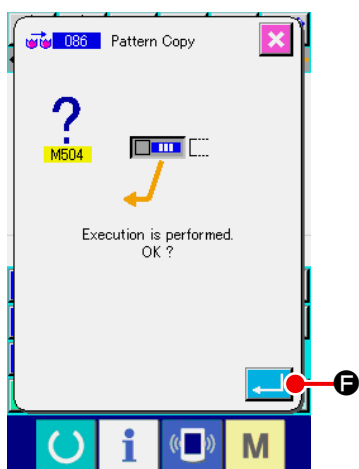 086 Pattern Copy
?
M504
Execution is performed.
OK ?
F
i
M